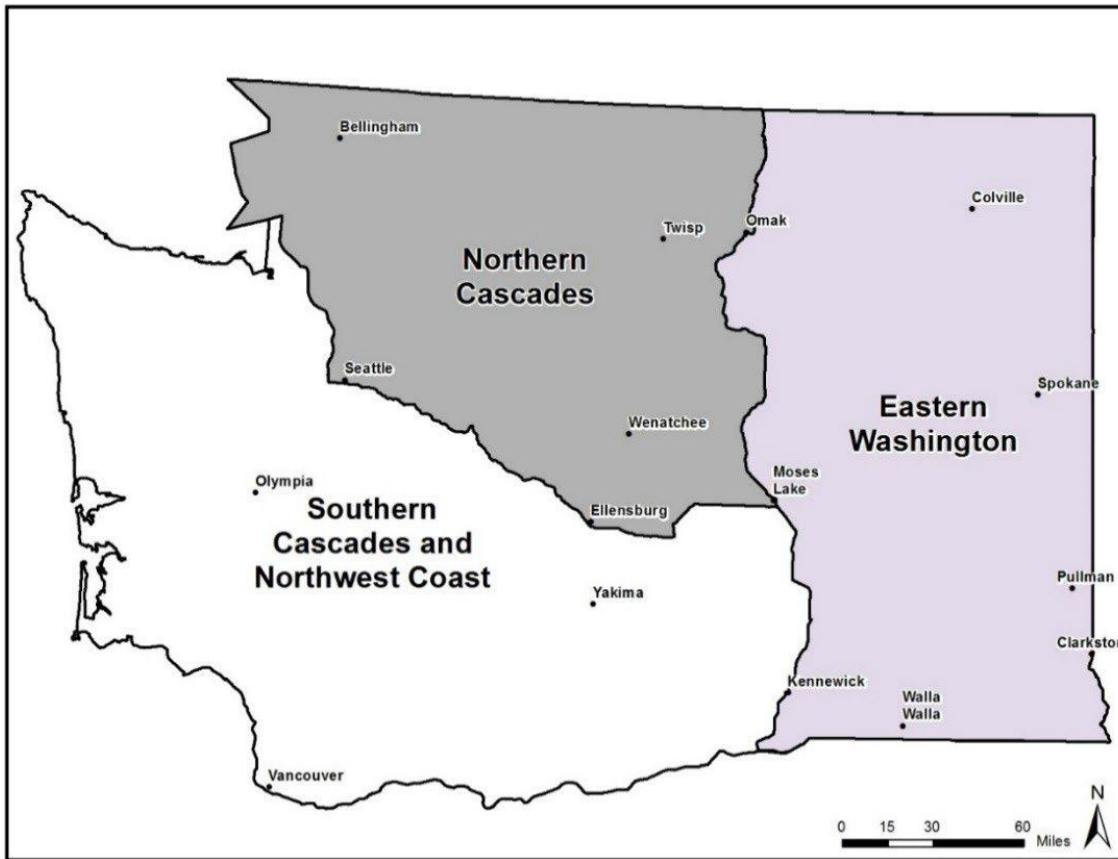 Bellingham
Colville
Twisp
Omak
Northern
Cascades
Seattle
Spokane
Eastern
Washington
Wenatchee
Moses
Lake
Olympia
Ellensburg
Southern
Cascades and
Northwest Coast
Pullman
Yakima
Clarkston
Kennewick
Walla
Walla
Vancouver
N
0 15 30 60 Miles